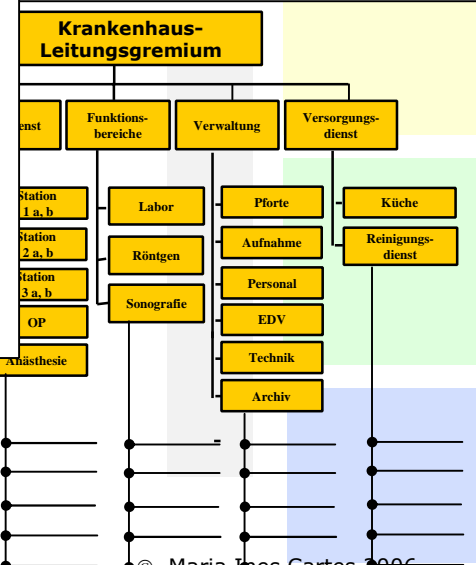 Krankenhaus-
Leitungsgremium
enst
Funktions-
bereiche
Verwaltung
Versorgungs-
dienst
Station
1 a, b
Station
2 a, b
Station
3 a, b
OP
Anästhesie
Labor
Röntgen
Sonografie
Pforte
Aufnahme
Personal
EDV
Technik
Archiv
Küche
Reinigungs-
dienst
© Maria Ines Cartes 2006